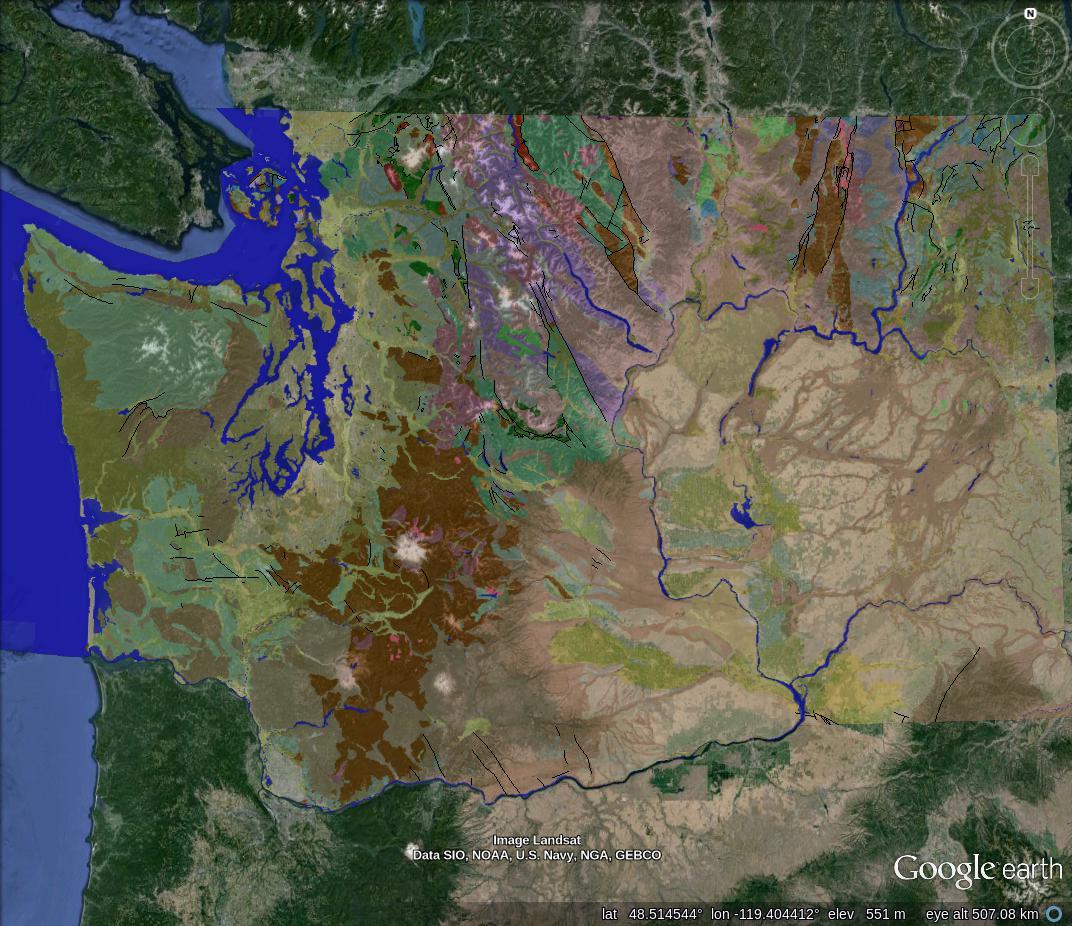 N
Image Landsat
Data SIO, NOAA, U.S. Navy, NGA, GEBCO
Google earth
lat 48.514544° lon -119.404412° elev 551 m eye alt 507.08 km